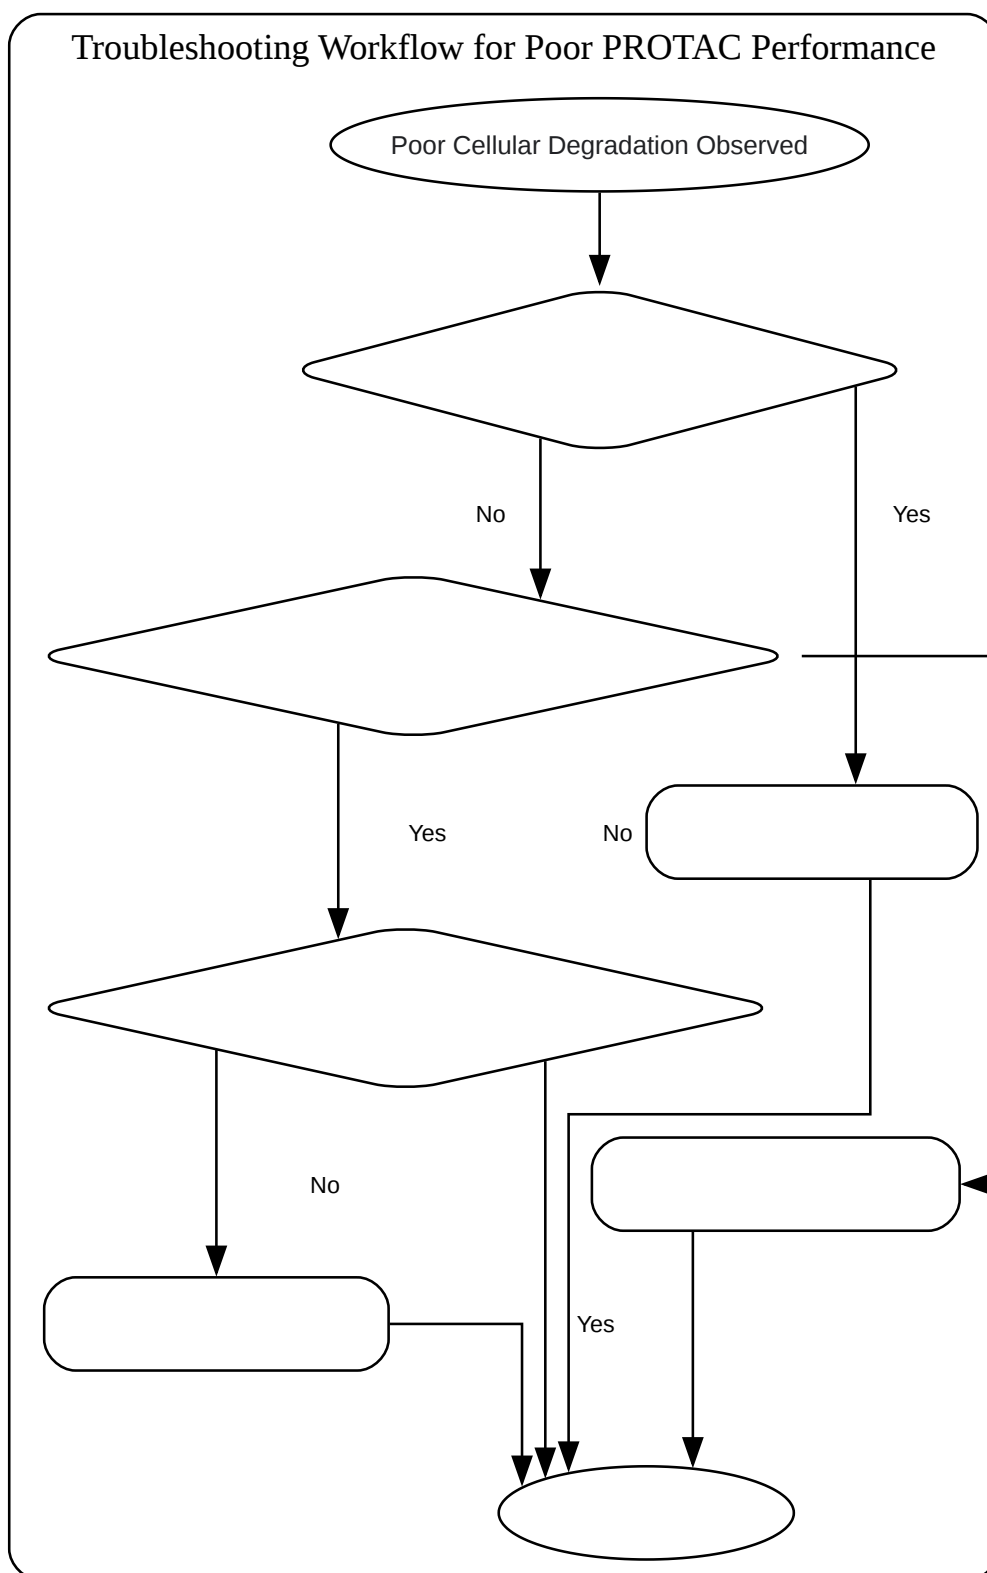 Troubleshooting Workflow for Poor PROTAC Performance
Poor Cellular Degradation Observed
No
Yes
Yes
No
No
Yes